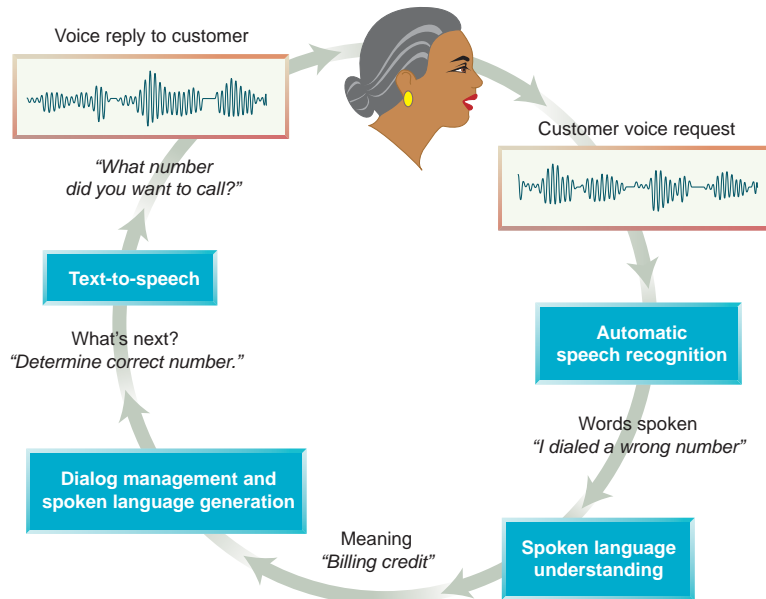 Voice reply to customer
Customer voice request
“What number
did you want to call?”
Text-to-speech
Automatic
speech recognition
What’s next?
“Determine correct number.”
Words spoken
“I dialed a wrong number”
Dialog management and
spoken language generation
Meaning
“Billing credit”
Spoken language
understanding